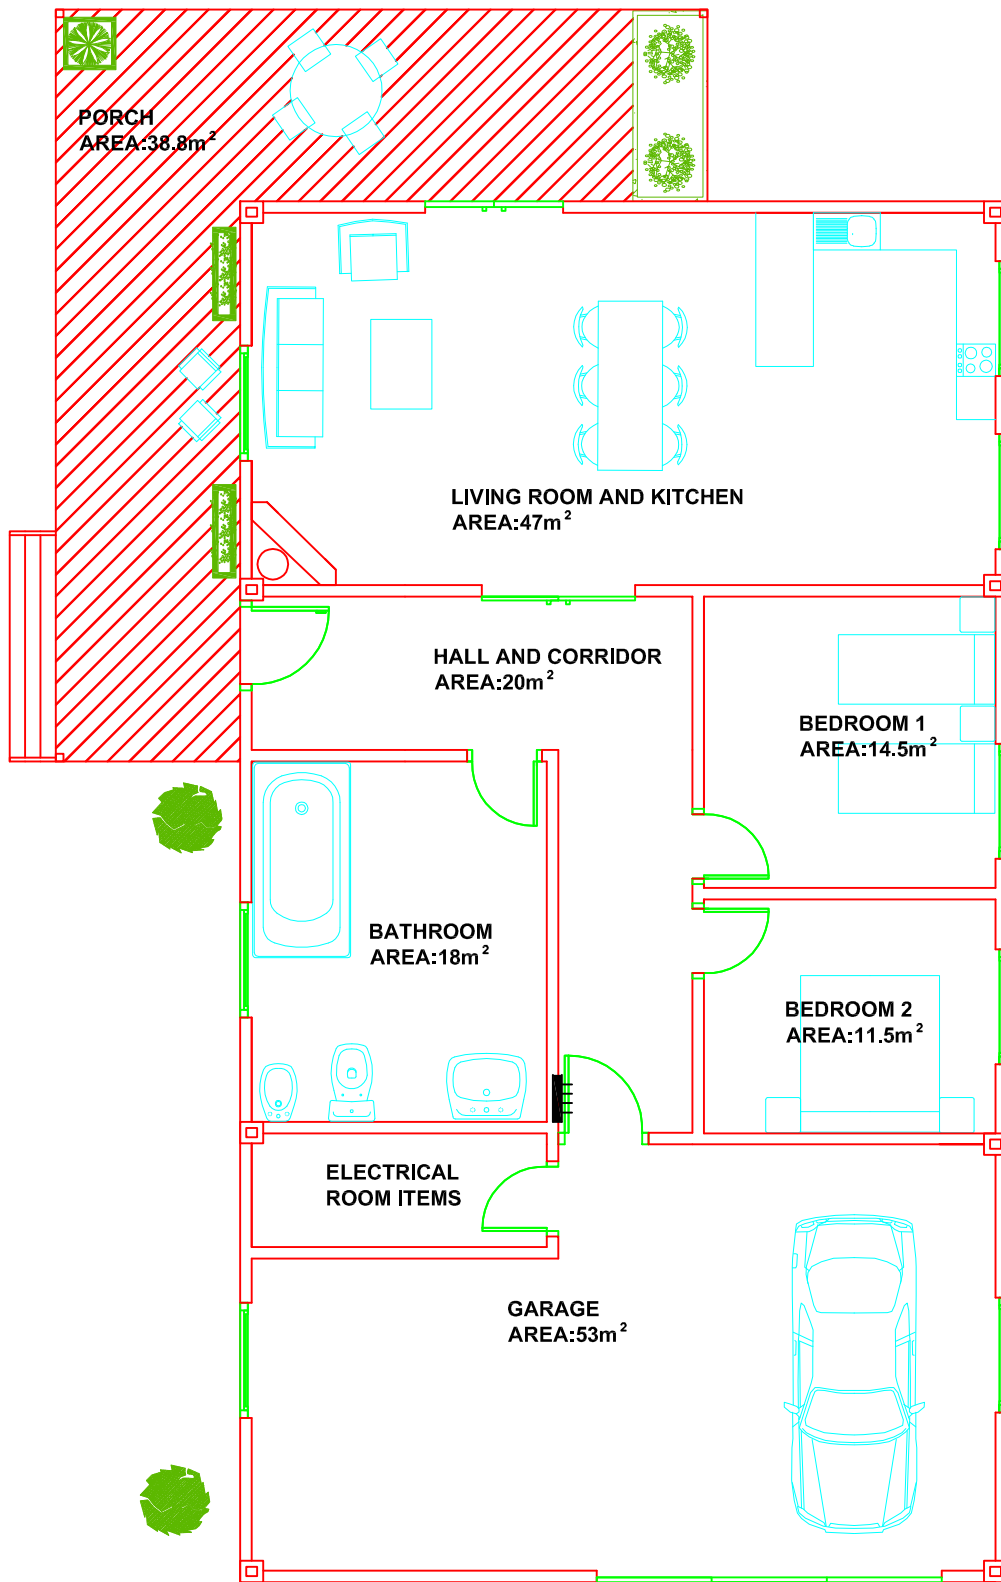 PORCH
AREA:38.8m²
LIVING ROOM AND KITCHEN
AREA:47m²
HALL AND CORRIDOR
AREA:20m²
BEDROOM 1
AREA:14.5m²
BATHROOM
AREA:18m²
BEDROOM 2
AREA:11.5m²
ELECTRICAL
ROOM ITEMS
GARAGE
AREA:53m²